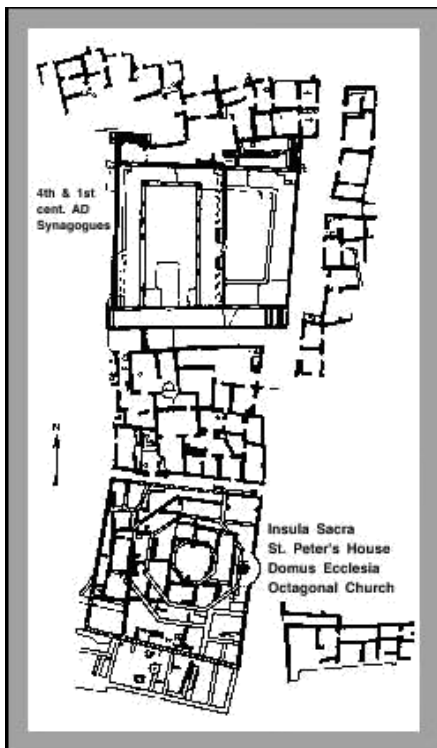 4th & 1st
cent. AD
Synagogues
N
Insula Sacra
St. Peter's House
Domus Ecclesia
Octagonal Church